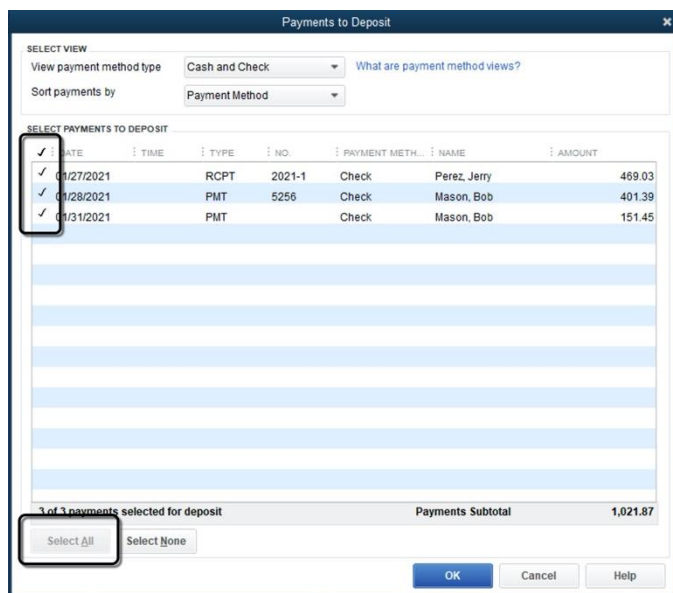 Payments to Deposit
SELECT VIEW
View payment method type Cash and Check What are payment method views?
Sort payments by Payment Method
SELECT PAYMENTS TO DEPOSIT
✓ DATE TIME TYPE NO. PAYMENT METH... NAME AMOUNT
✓ 01/27/2021 RCPT 2021-1 Check Perez, Jerry 469.03
✓ 01/28/2021 PMT 5256 Check Mason, Bob 401.39
✓ 01/31/2021 PMT Check Mason, Bob 151.45
3 of 3 payments selected for deposit Payments Subtotal 1,021.87
Select All Select None
OK Cancel Help